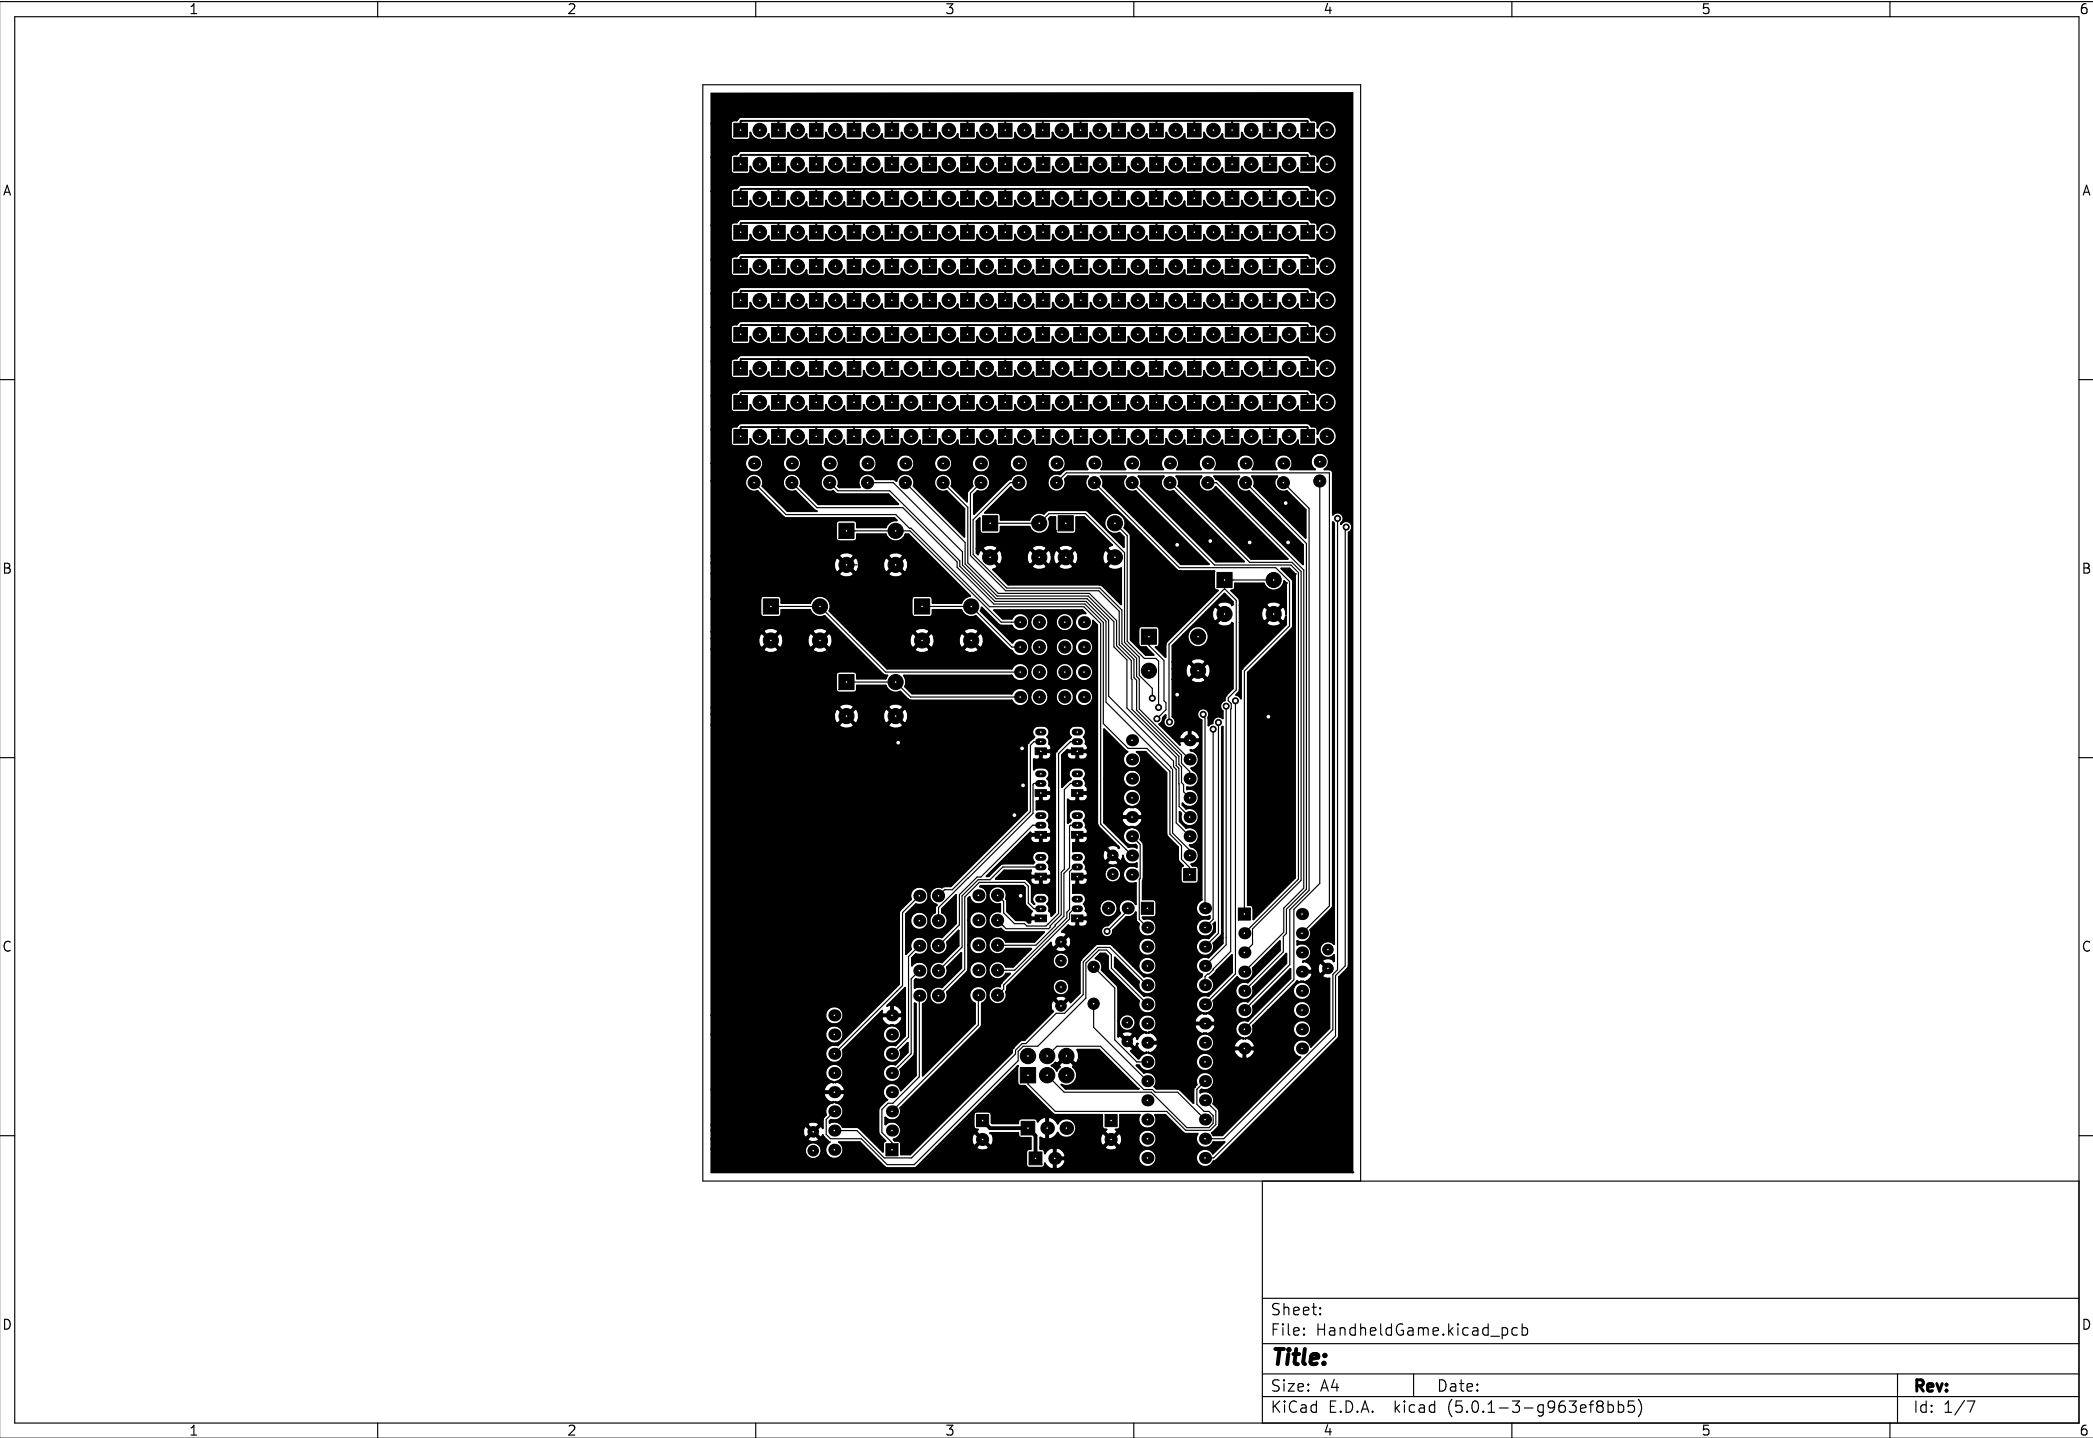 1 2 3 4 5 6
A A
B B
C C
D D
Sheet:
File: HandheldGame.kicad_pcb
Title:
Size: A4 Date: Rev:
KiCad E.D.A. kicad (5.0.1-3-g963ef8bb5) Id: 1/7
1 2 3 4 5 6